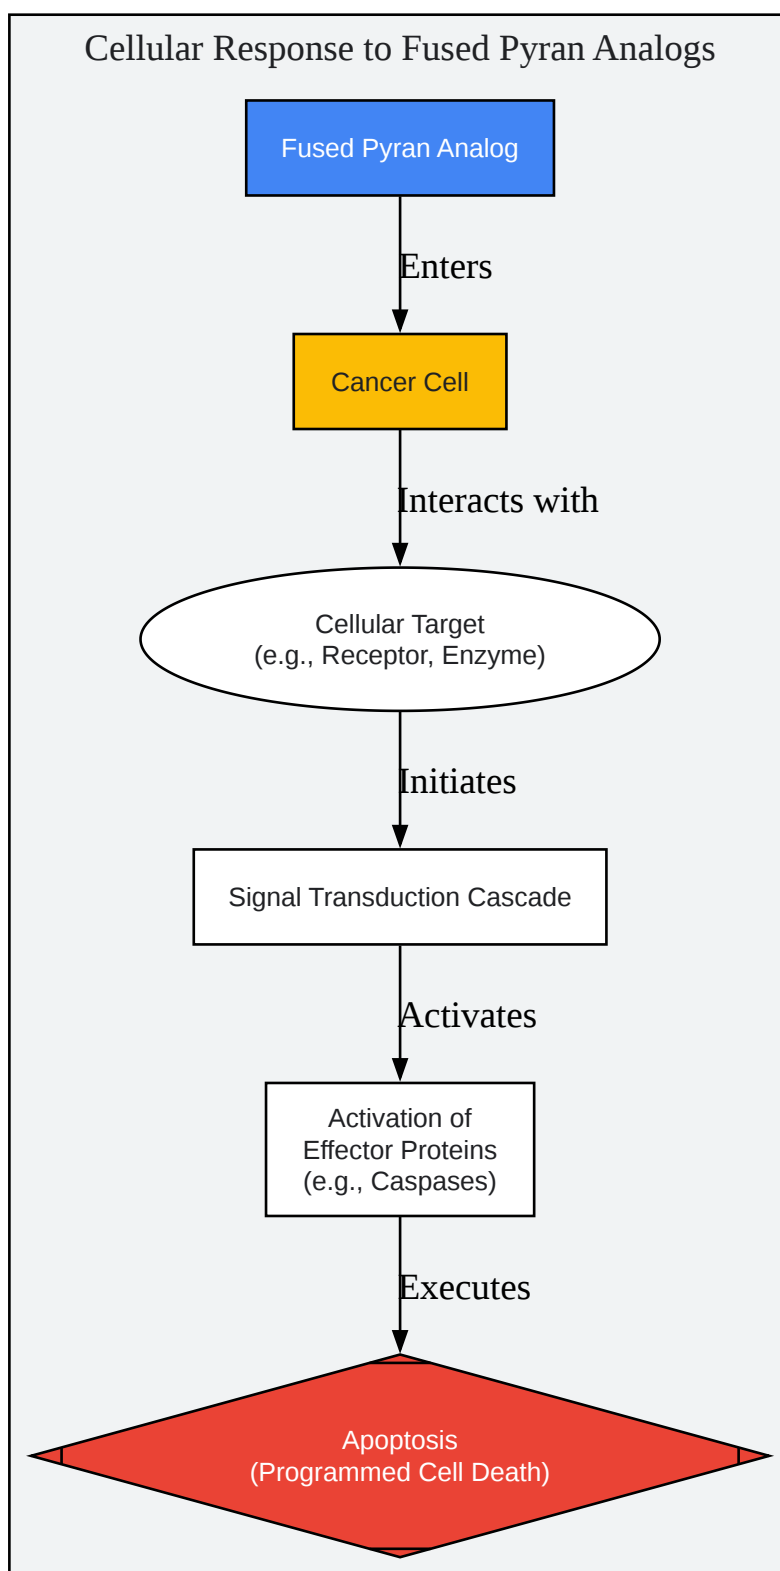 Cellular Response to Fused Pyran Analogs
Fused Pyran Analog
Enters
Cancer Cell
Interacts with
Cellular Target
(e.g., Receptor, Enzyme)
Initiates
Signal Transduction Cascade
Activates
Activation of
Effector Proteins
(e.g., Caspases)
Executes
Apoptosis
(Programmed Cell Death)